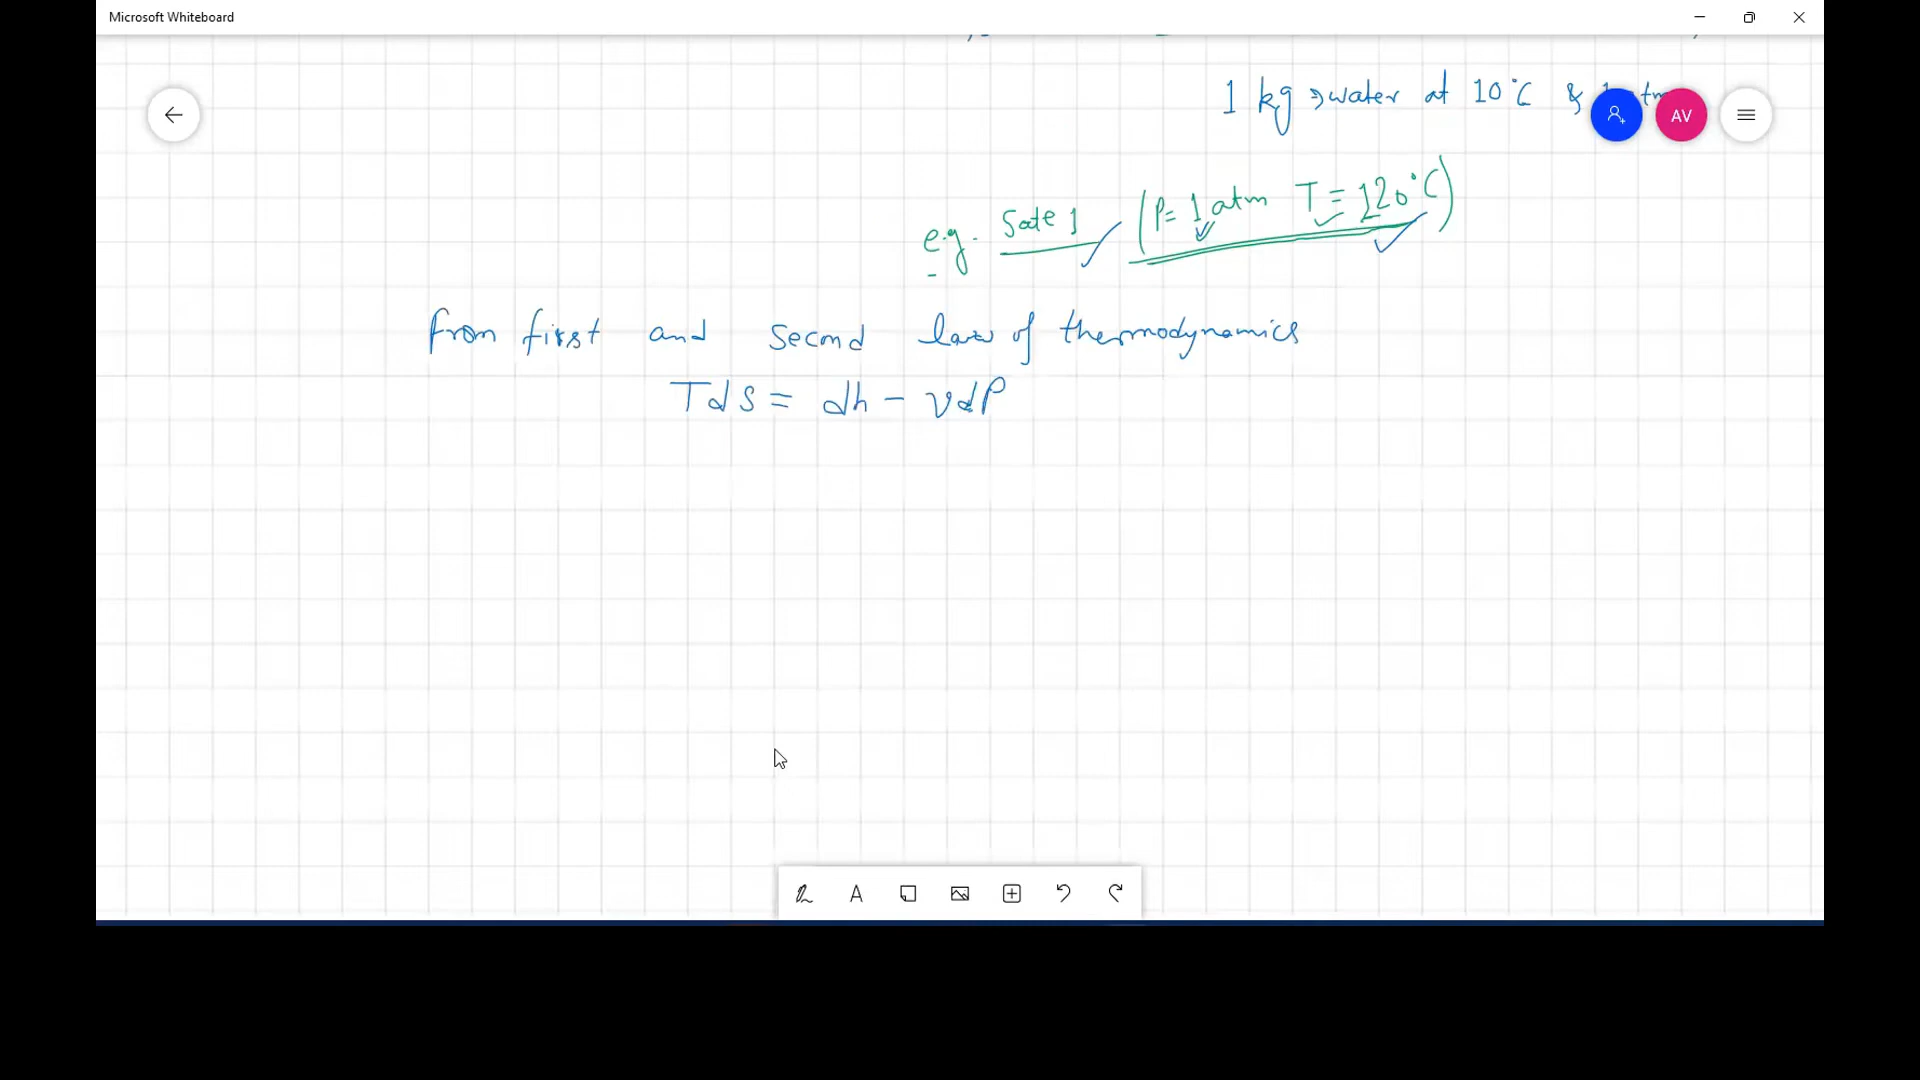 Microsoft Whiteboard
1 kg water at 10°C &
AV
e.g. Sate 1 (P= 1 atm T = 120°C)
from first and second law of thermodynamics
Tds = dh - vdP